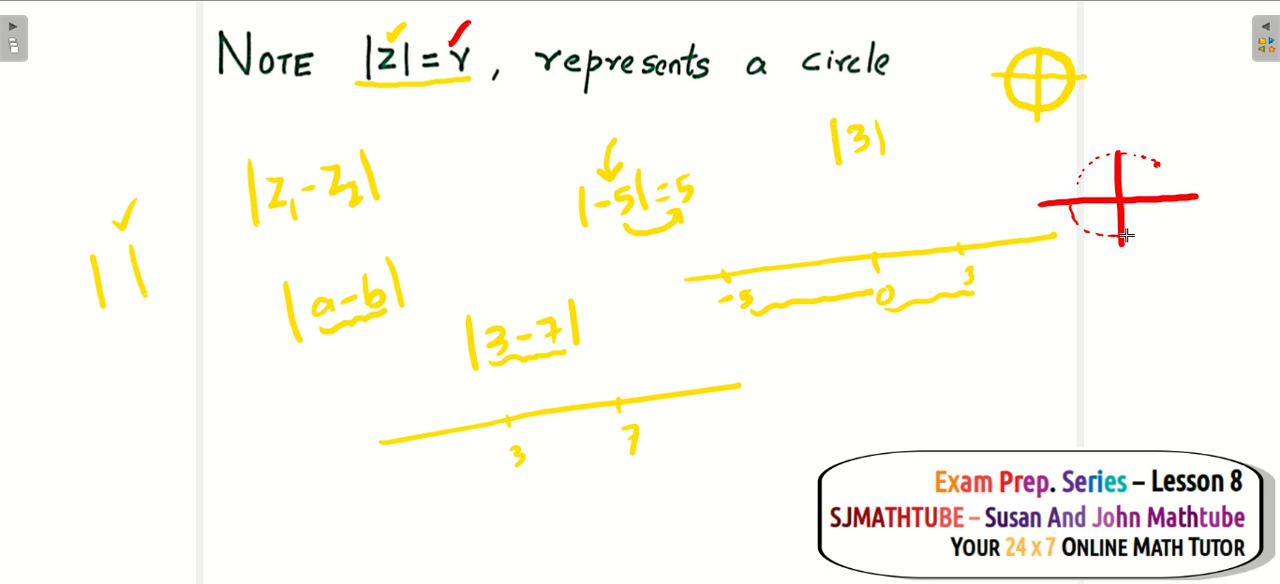 NOTE |z| = r, represents a circle
|3|
|z₁ - z₂|
|-5| = 5
| |
|a-b|
-5 0 3
|3-7|
3 7
Exam Prep. Series – Lesson 8
SJMATHTUBE – Susan And John Mathtube
YOUR 24 x 7 ONLINE MATH TUTOR